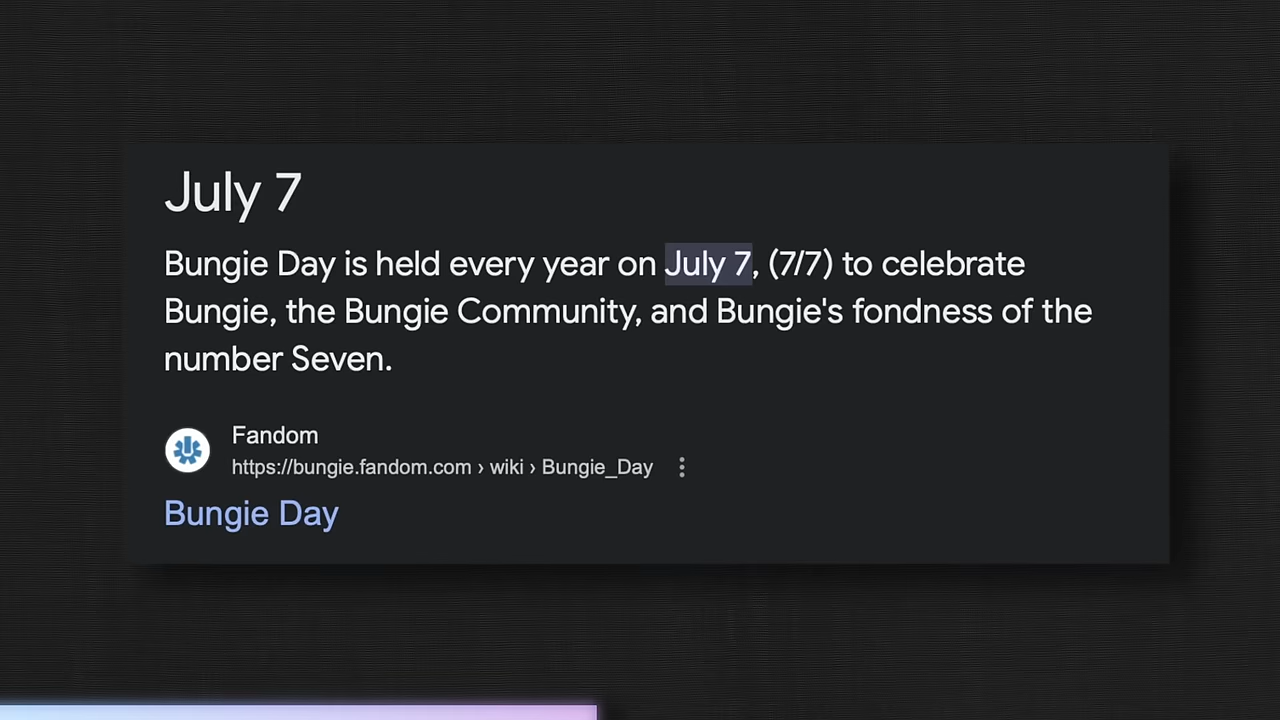 July 7
Bungie Day is held every year on July 7, (7/7) to celebrate
Bungie, the Bungie Community, and Bungie's fondness of the
number Seven.
Fandom
https://bungie.fandom.com › wiki › Bungie_Day
Bungie Day